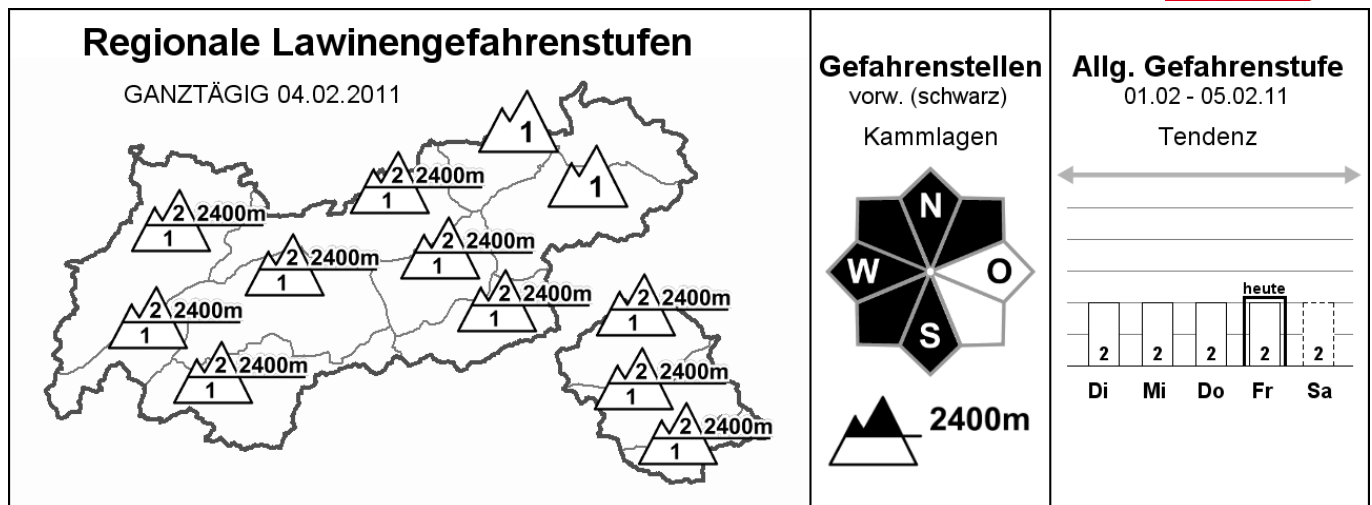 Regionale Lawinengefahrenstufen
GANZTÄGIG 04.02.2011
1
1
2 2400m
1
2 2400m
1
2 2400m
1
2 2400m
1
2 2400m
1
2 2400m
1
2 2400m
1
2 2400m
1
2 2400m
1
2 2400m
1
Gefahrenstellen
vorw. (schwarz)
Kammlagen
N
W O
S
2400m
Allg. Gefahrenstufe
01.02 - 05.02.11
Tendenz
heute
2 2 2 2 2
Di Mi Do Fr Sa